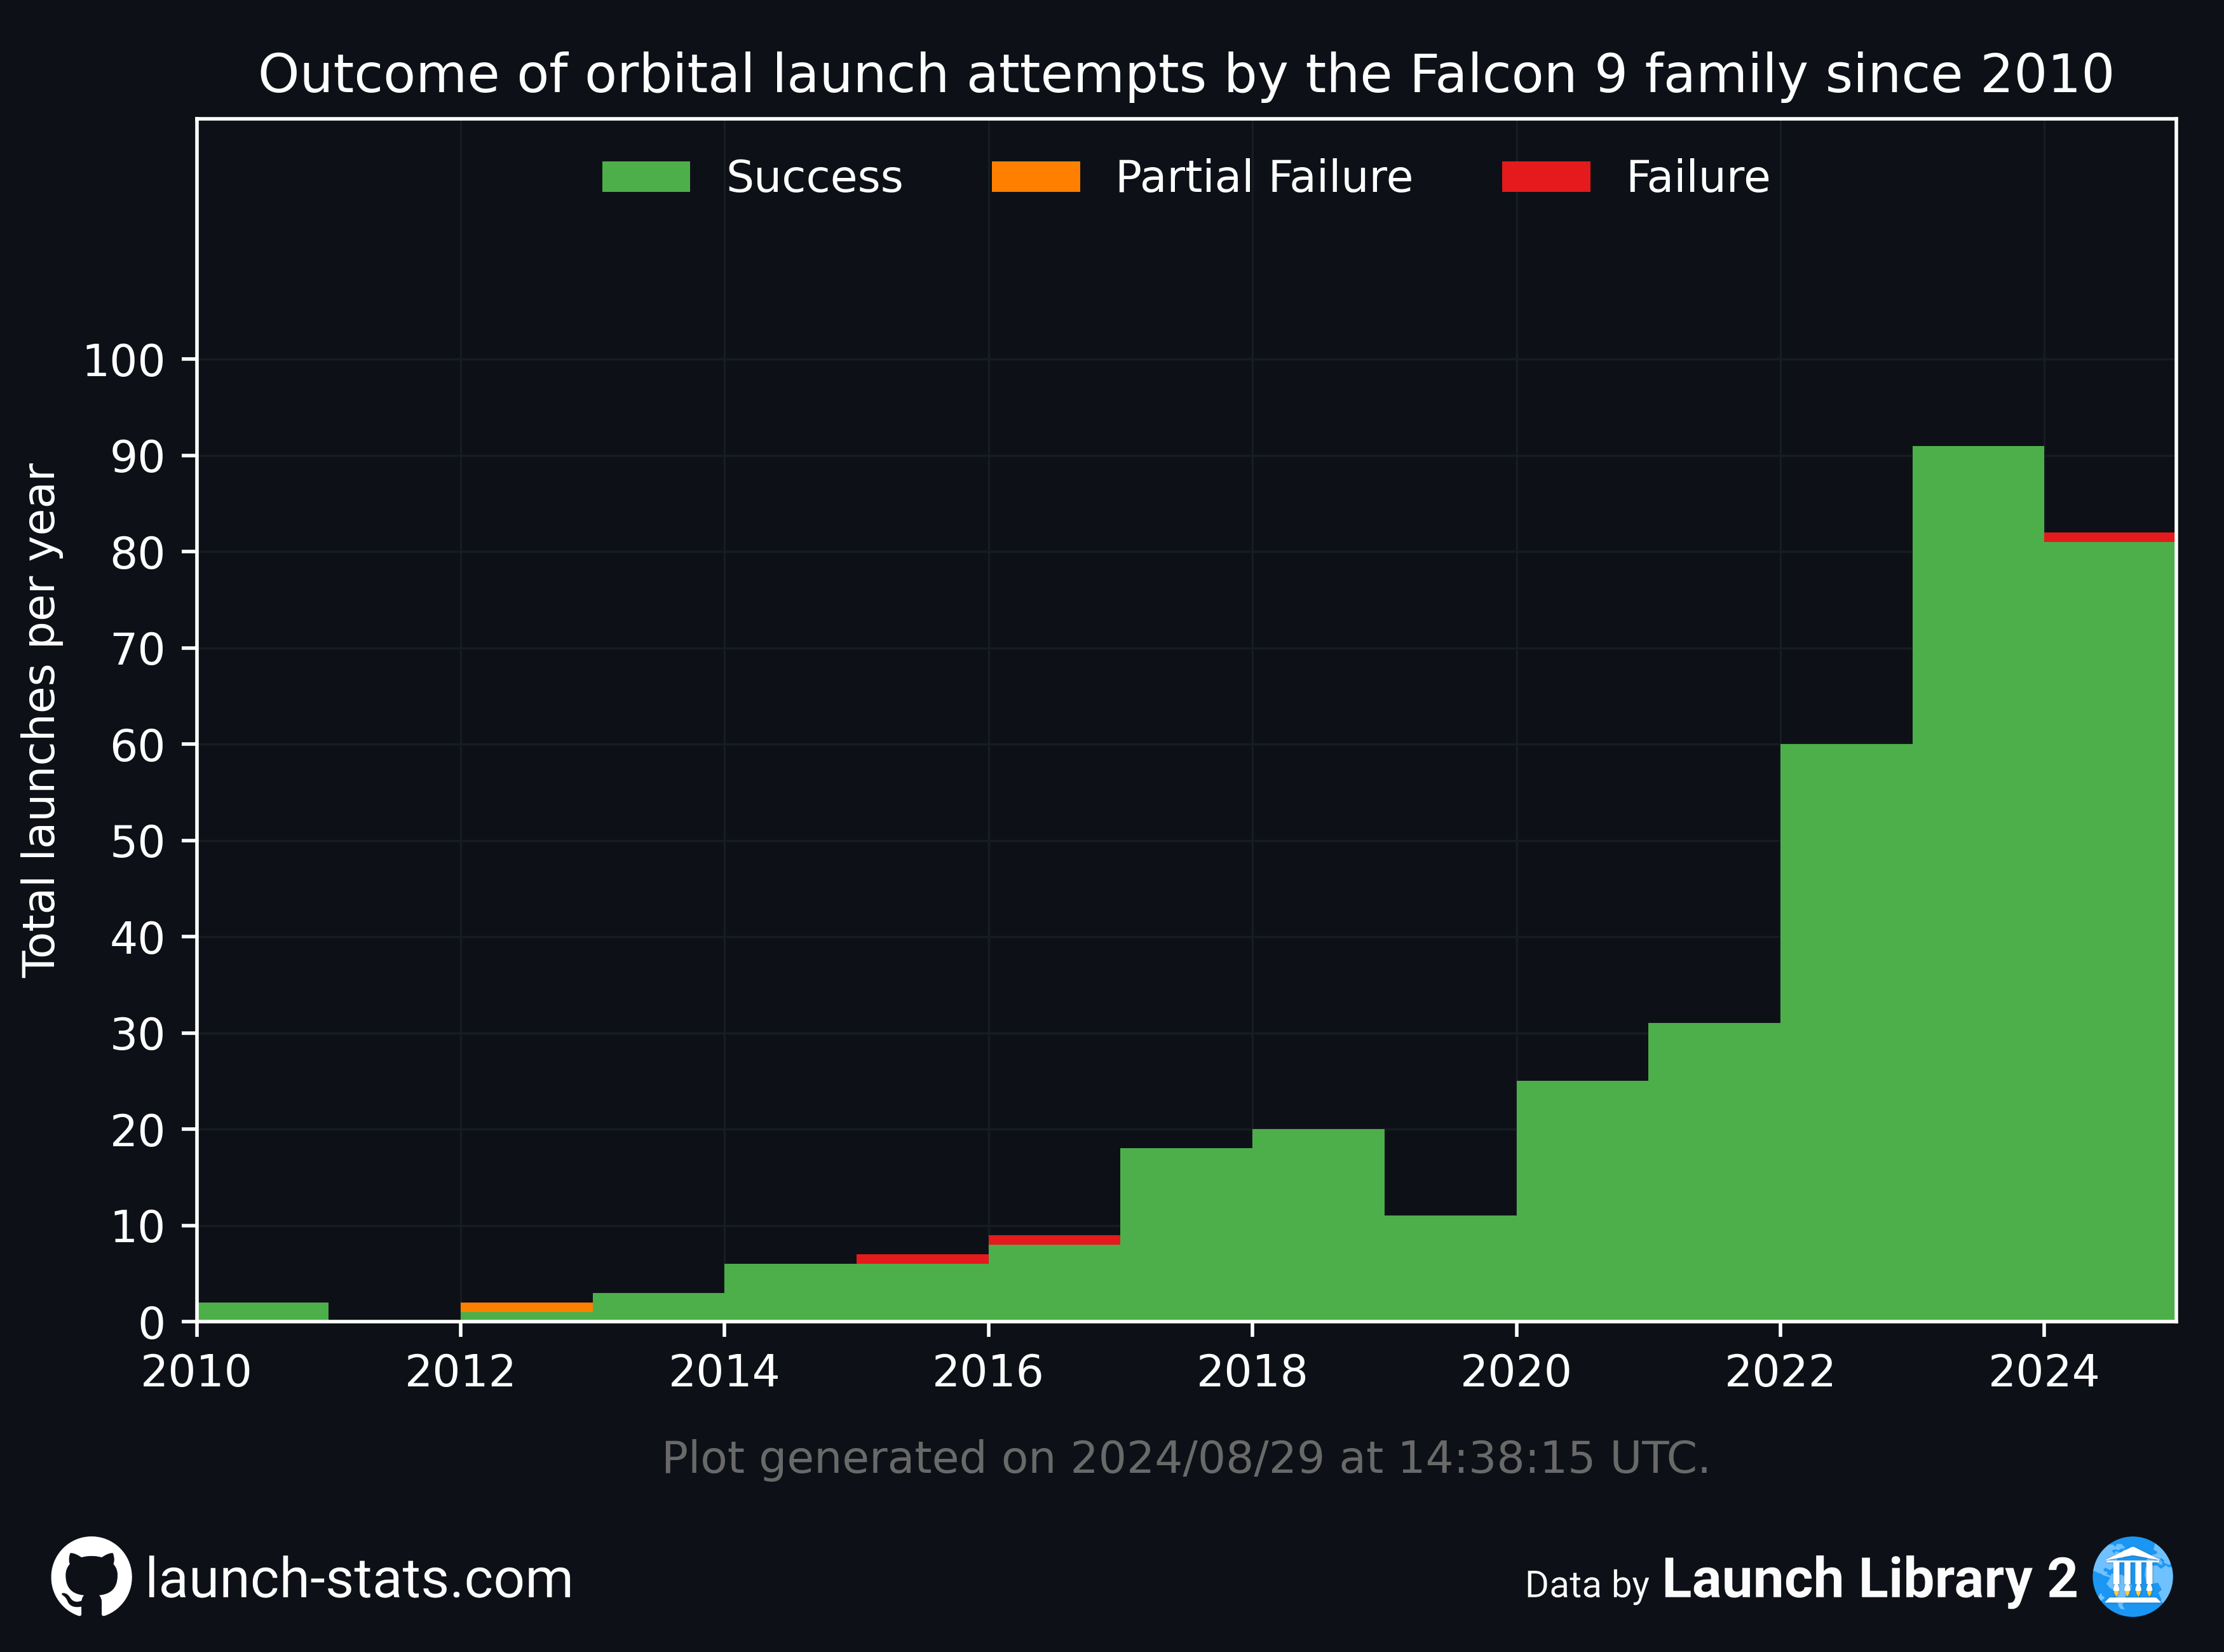 Outcome of orbital launch attempts by the Falcon 9 family since 2010
Success Partial Failure Failure
Total launches per year
100
90
80
70
60
50
40
30
20
10
0
2010 2012 2014 2016 2018 2020 2022 2024
Plot generated on 2024/08/29 at 14:38:15 UTC.
launch-stats.com
Data by Launch Library 2